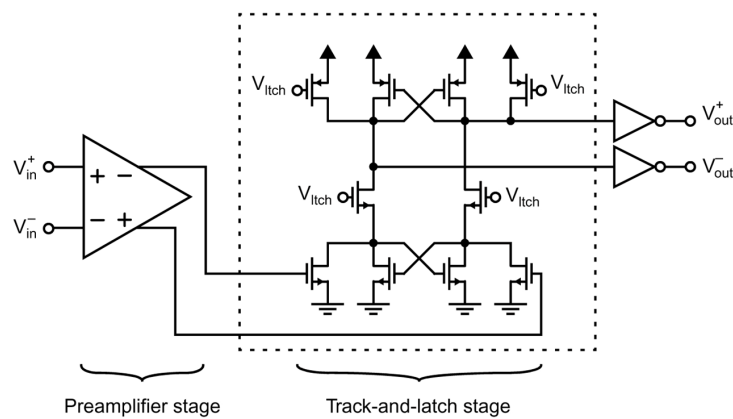 V_ltch
V_ltch
V_in^+
+ −
V_in^−
− +
V_out^+
V_out^−
V_ltch
V_ltch
Preamplifier stage
Track-and-latch stage